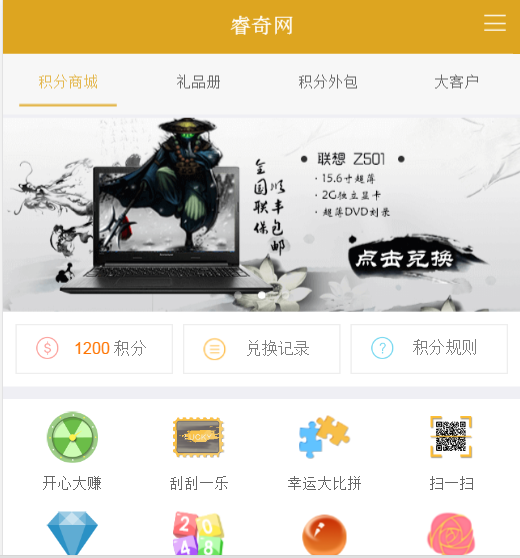 睿奇网
积分商城 礼品册 积分外包 大客户
联想 Z501
15.6寸超薄
2G独立显卡
超薄DVD刻录
全国联保
顺丰包邮
点击兑换
1200 积分 兑换记录 积分规则
开心大赚 刮刮一乐 幸运大比拼 扫一扫
2 0
4 8